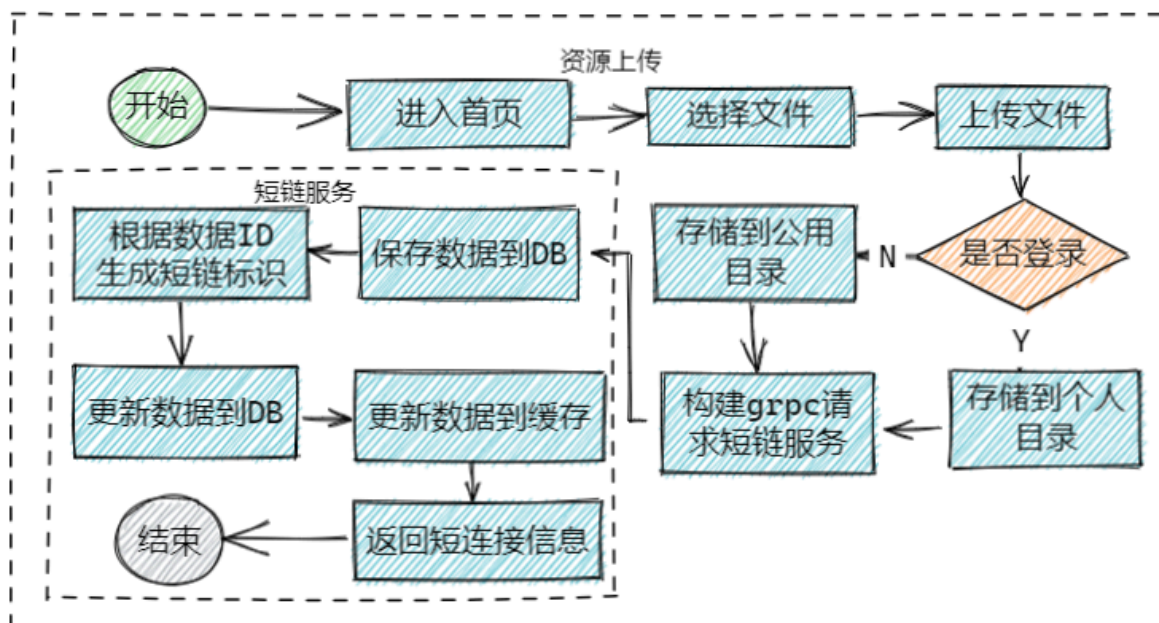 资源上传
开始
进入首页
选择文件
上传文件
是否登录
N
Y
存储到公用
目录
存储到个人
目录
构建grpc请
求短链服务
短链服务
保存数据到DB
根据数据ID
生成短链标识
更新数据到DB
更新数据到缓存
返回短连接信息
结束